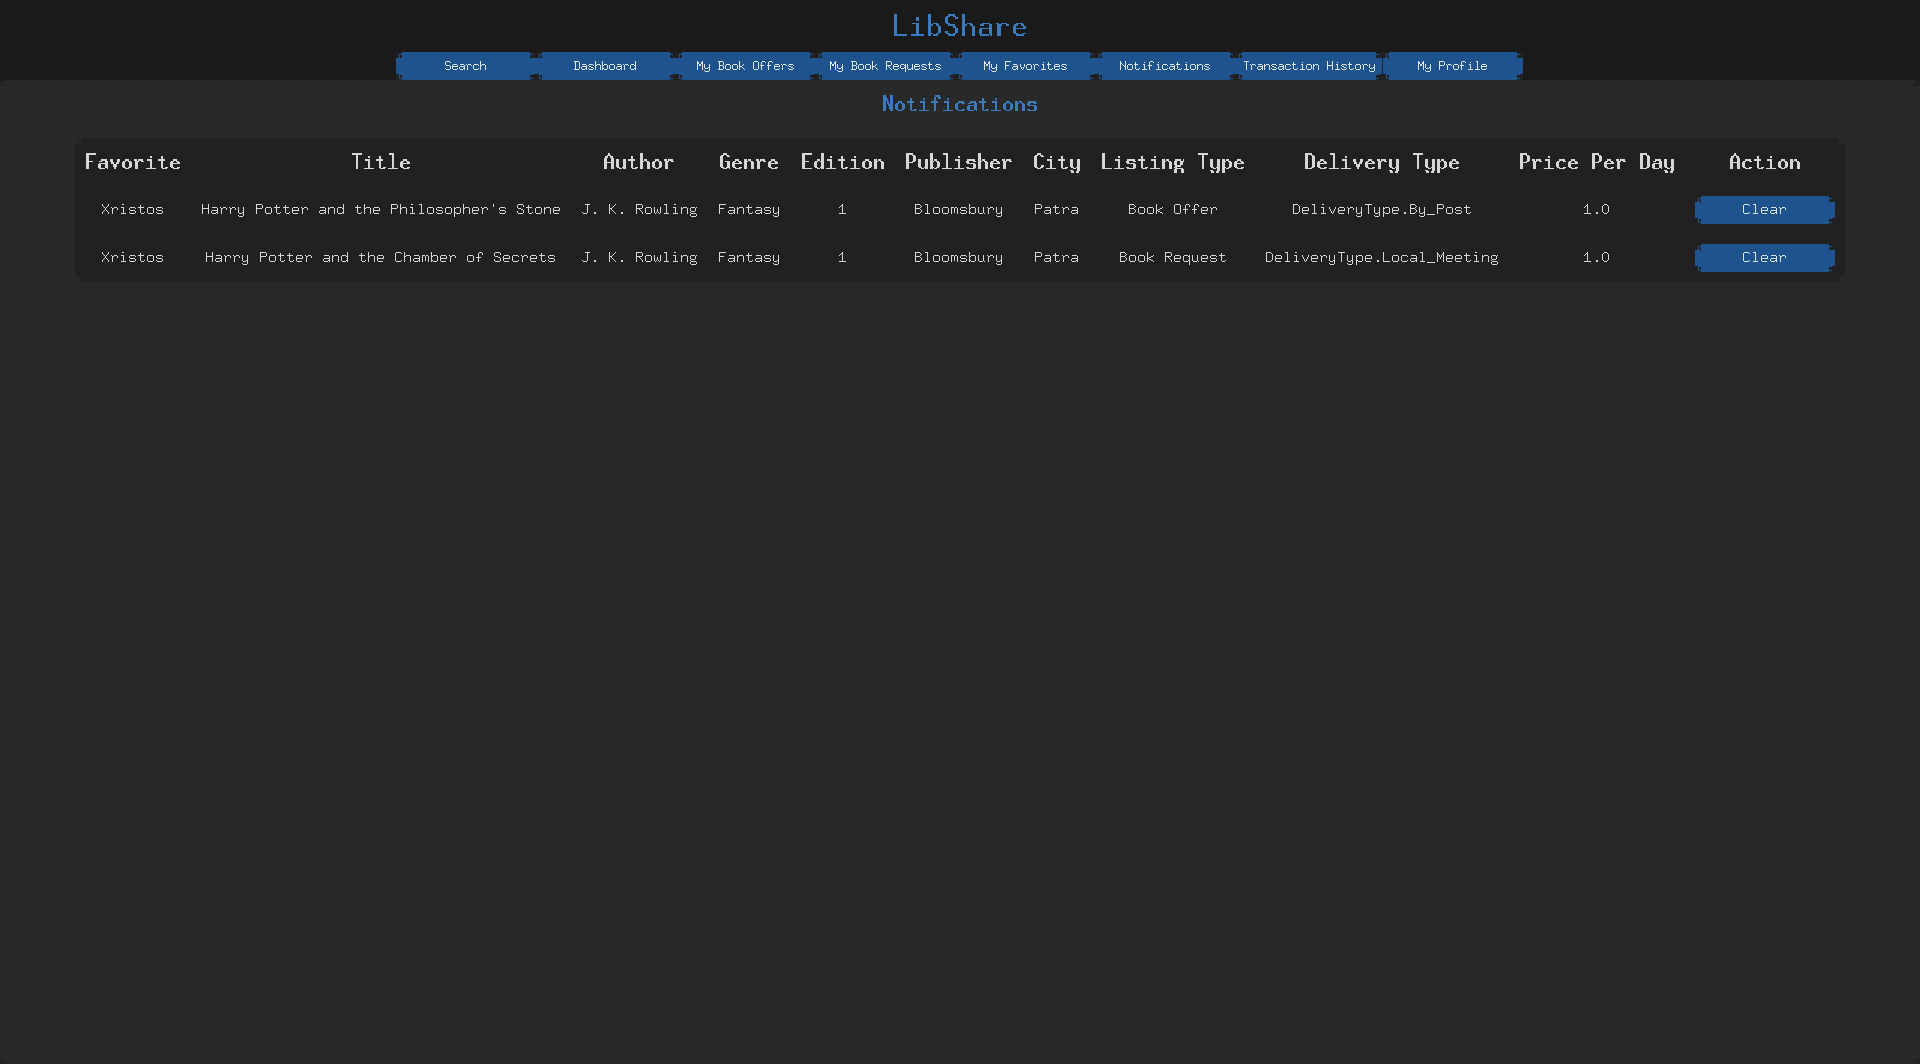 LibShare
Search Dashboard My Book Offers My Book Requests My Favorites Notifications Transaction History My Profile
Notifications
Favorite Title Author Genre Edition Publisher City Listing Type Delivery Type Price Per Day Action
Xristos Harry Potter and the Philosopher's Stone J. K. Rowling Fantasy 1 Bloomsbury Patra Book Offer DeliveryType.By_Post 1.0 Clear
Xristos Harry Potter and the Chamber of Secrets J. K. Rowling Fantasy 1 Bloomsbury Patra Book Request DeliveryType.Local_Meeting 1.0 Clear